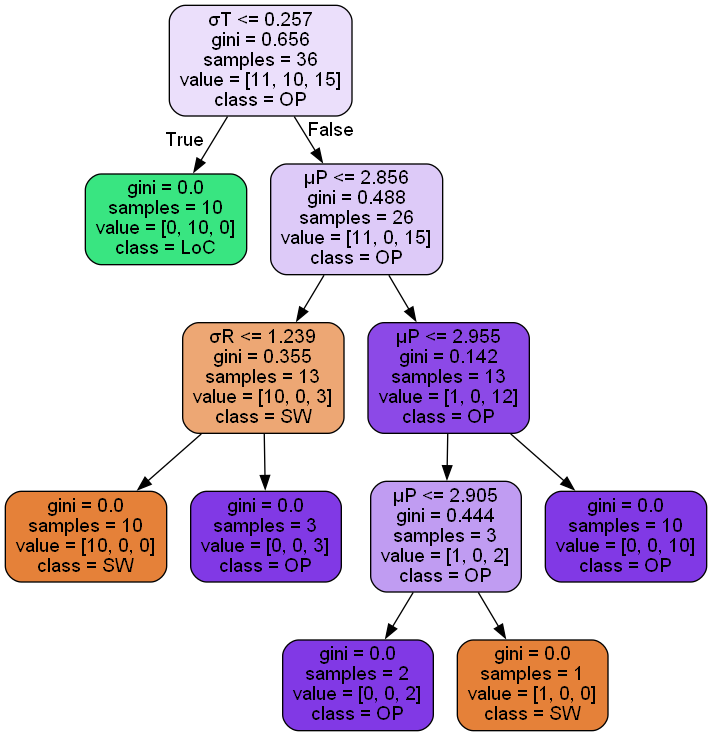 σT <= 0.257
gini = 0.656
samples = 36
value = [11, 10, 15]
class = OP
True
False
gini = 0.0
samples = 10
value = [0, 10, 0]
class = LoC
µP <= 2.856
gini = 0.488
samples = 26
value = [11, 0, 15]
class = OP
σR <= 1.239
gini = 0.355
samples = 13
value = [10, 0, 3]
class = SW
µP <= 2.955
gini = 0.142
samples = 13
value = [1, 0, 12]
class = OP
gini = 0.0
samples = 10
value = [10, 0, 0]
class = SW
gini = 0.0
samples = 3
value = [0, 0, 3]
class = OP
µP <= 2.905
gini = 0.444
samples = 3
value = [1, 0, 2]
class = OP
gini = 0.0
samples = 10
value = [0, 0, 10]
class = OP
gini = 0.0
samples = 2
value = [0, 0, 2]
class = OP
gini = 0.0
samples = 1
value = [1, 0, 0]
class = SW